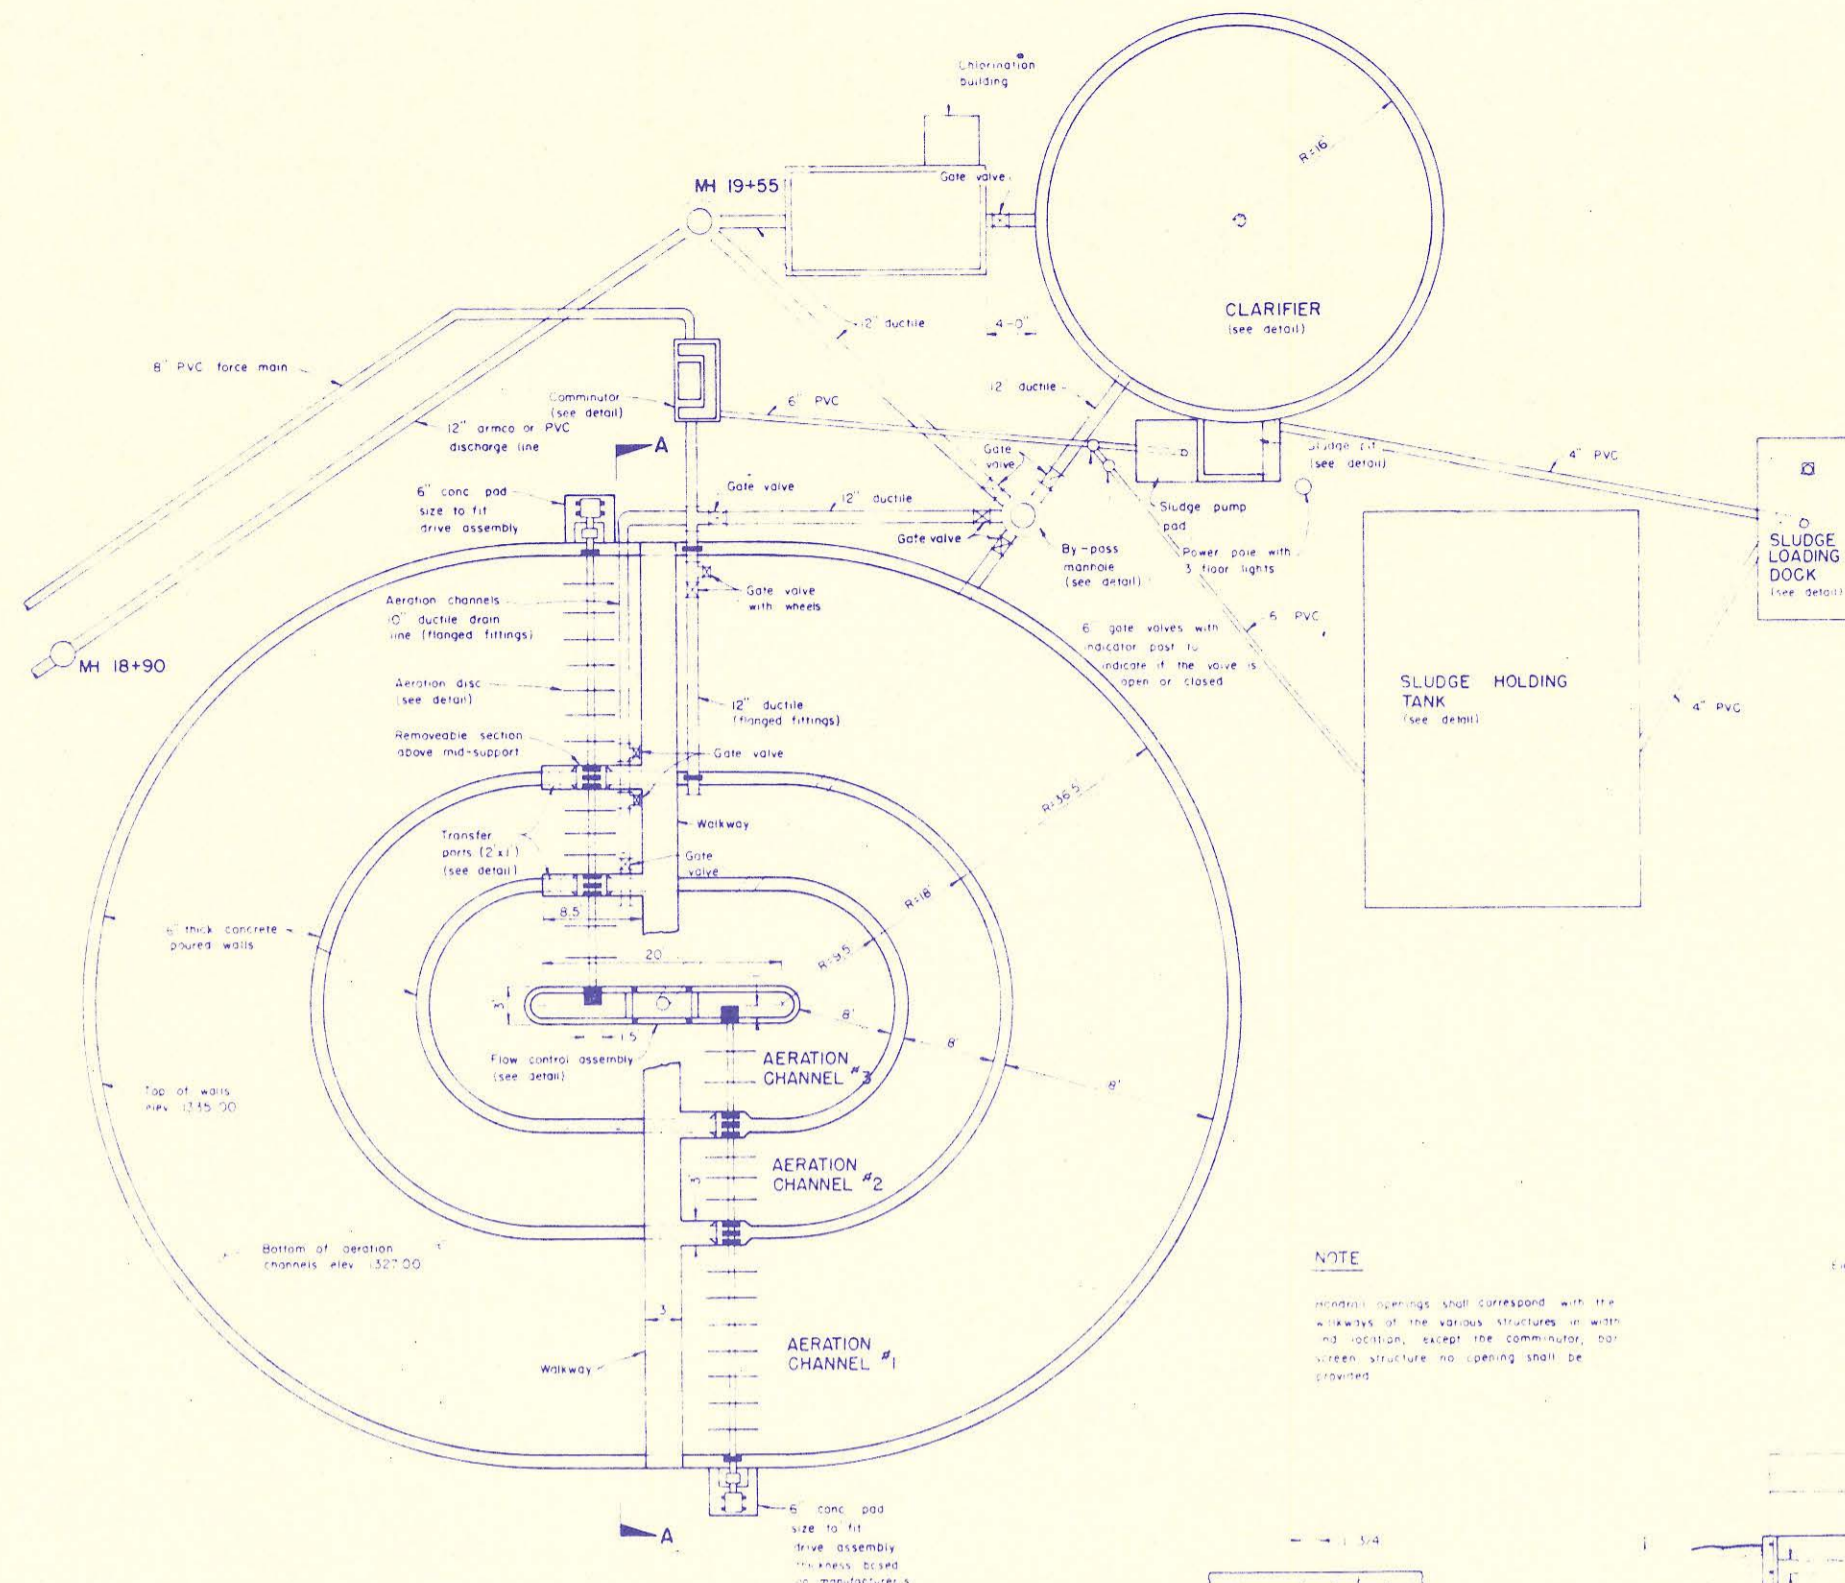 Chlorination
building
Gate valve
MH 19+55
R=16'
CLARIFIER
(see detail)
12" ductile
4'-0"
8" PVC force main
Comminutor
(see detail)
6" PVC
12" ductile
12" armco or PVC
discharge line
A
Gate
valve
Sludge pit
(see detail)
4" PVC
6" conc pad
size to fit
drive assembly
Gate valve
12" ductile
Gate valve
Sludge pump
pad
By-pass
manhole
(see detail)
Power pole with
3 floor lights
SLUDGE
LOADING
DOCK
(see detail)
Aeration channels
10" ductile drain
line (flanged fittings)
Gate valve
with wheels
6" gate valves with
indicator post to
indicate if the valve is
open or closed
6" PVC
MH 18+90
Aeration disc
(see detail)
12" ductile
(flanged fittings)
SLUDGE HOLDING
TANK
(see detail)
4" PVC
Removeable section
above mid-support
Gate valve
R=36.5'
Walkway
Transfer
ports (2'x1')
(see detail)
Gate
valve
8.5
R=18'
6" thick concrete
poured walls
20
R=9.5
3'
1.5
8'
8'
8'
Flow control assembly
(see detail)
AERATION
CHANNEL #3
Top of walls
elev 1335.00
AERATION
CHANNEL #2
3'
Bottom of aeration
channels elev 1327.00
NOTE
Handrail openings shall correspond with the
walkways of the various structures in width
and location, except the comminutor, bar
screen structure no opening shall be
provided
3
AERATION
CHANNEL #1
Walkway
A
6" conc pad
size to fit
drive assembly
thickness based
on manufacturer's
3/4